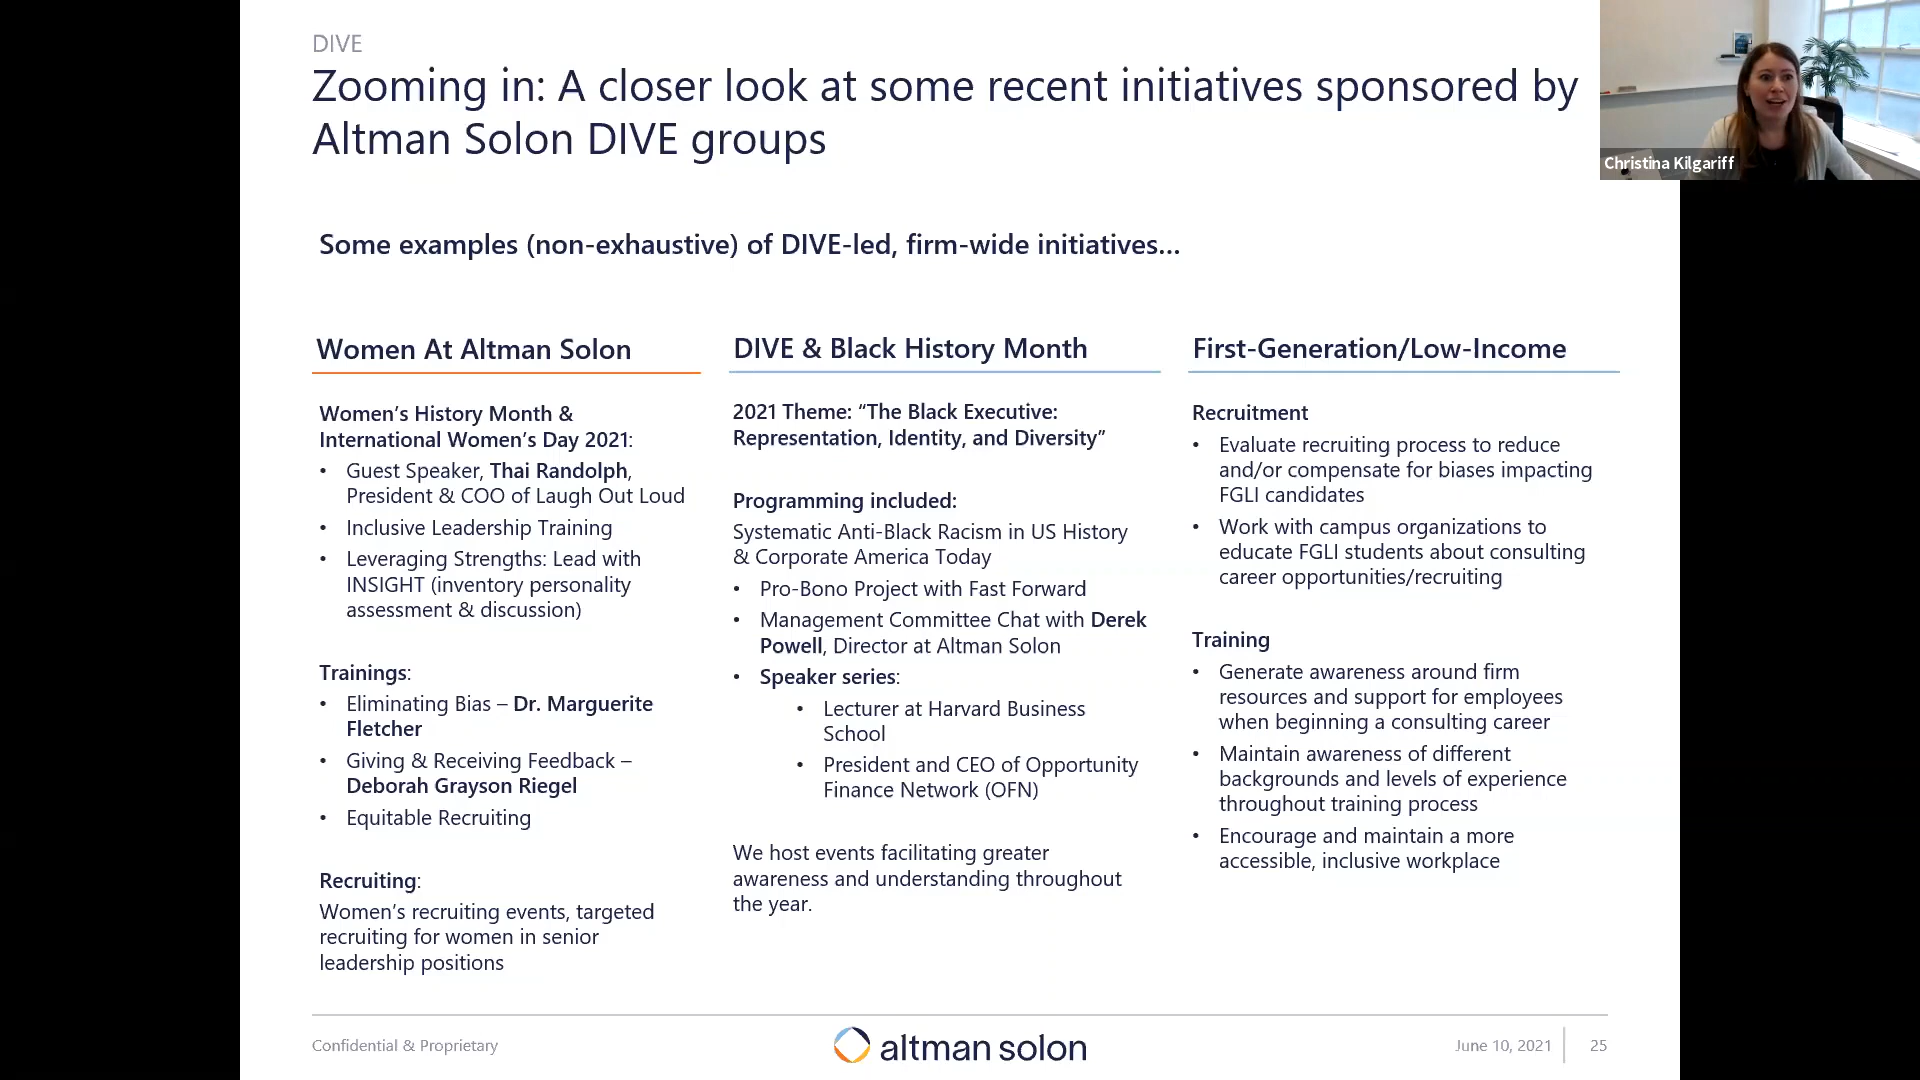 DIVE
Zooming in: A closer look at some recent initiatives sponsored by
Altman Solon DIVE groups
Christina Kilgariff
Some examples (non-exhaustive) of DIVE-led, firm-wide initiatives...
Women At Altman Solon
Women's History Month &
International Women's Day 2021:
• Guest Speaker, Thai Randolph,
President & COO of Laugh Out Loud
• Inclusive Leadership Training
• Leveraging Strengths: Lead with
INSIGHT (inventory personality
assessment & discussion)
Trainings:
• Eliminating Bias – Dr. Marguerite
Fletcher
• Giving & Receiving Feedback –
Deborah Grayson Riegel
• Equitable Recruiting
Recruiting:
Women's recruiting events, targeted
recruiting for women in senior
leadership positions
DIVE & Black History Month
2021 Theme: “The Black Executive:
Representation, Identity, and Diversity”
Programming included:
Systematic Anti-Black Racism in US History
& Corporate America Today
• Pro-Bono Project with Fast Forward
• Management Committee Chat with Derek
Powell, Director at Altman Solon
• Speaker series:
• Lecturer at Harvard Business
School
• President and CEO of Opportunity
Finance Network (OFN)
We host events facilitating greater
awareness and understanding throughout
the year.
First-Generation/Low-Income
Recruitment
• Evaluate recruiting process to reduce
and/or compensate for biases impacting
FGLI candidates
• Work with campus organizations to
educate FGLI students about consulting
career opportunities/recruiting
Training
• Generate awareness around firm
resources and support for employees
when beginning a consulting career
• Maintain awareness of different
backgrounds and levels of experience
throughout training process
• Encourage and maintain a more
accessible, inclusive workplace
Confidential & Proprietary
altman solon
June 10, 2021
25